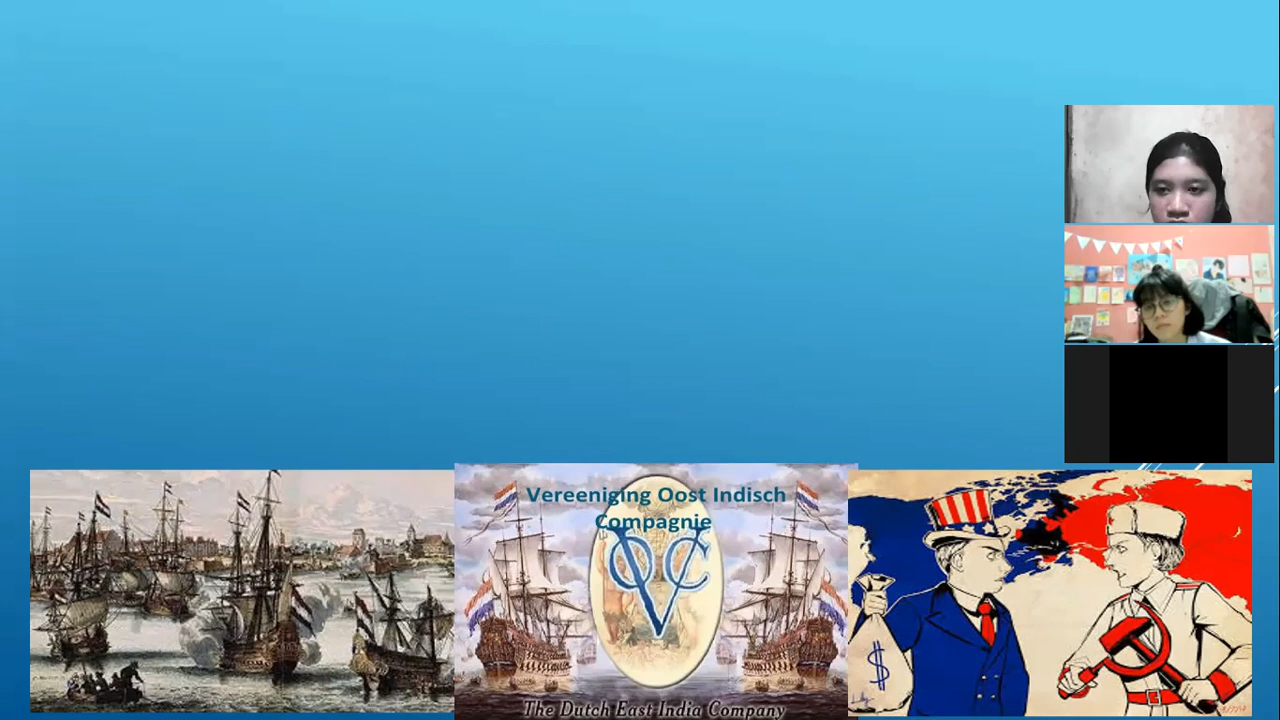 Vereeniging Oost Indisch
Compagnie
VOC
The Dutch East India Company
$